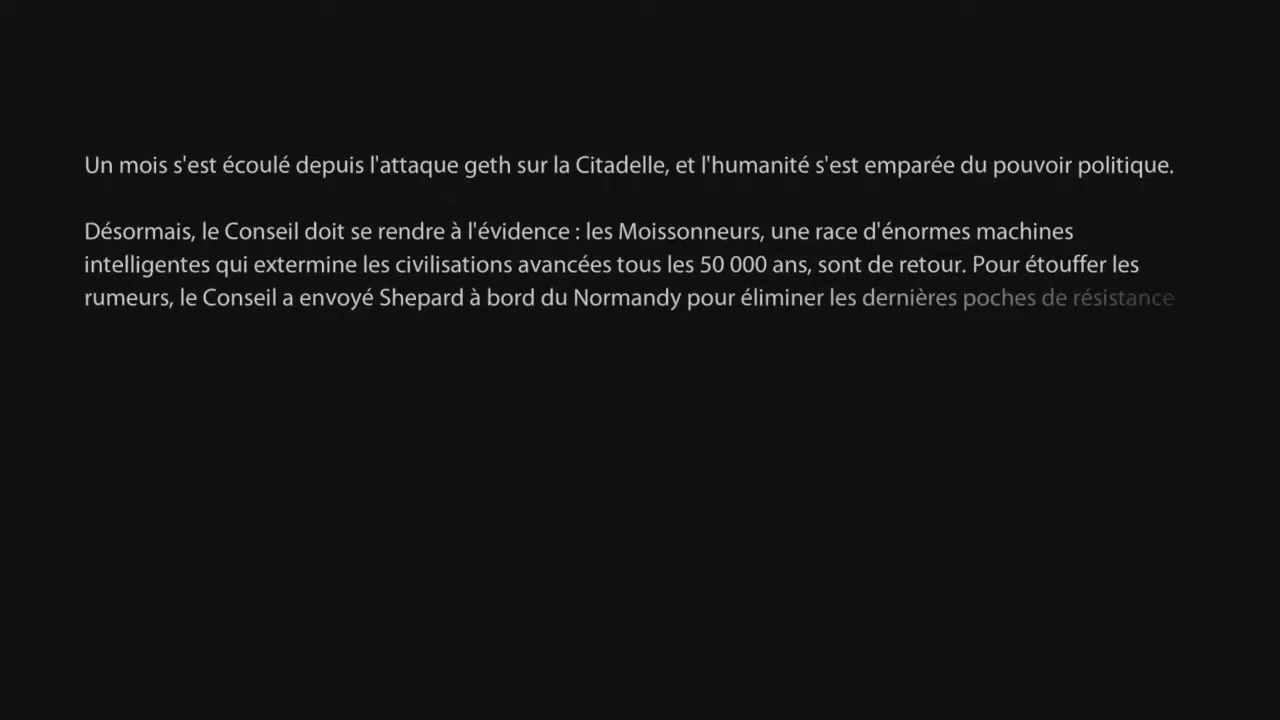 Un mois s'est écoulé depuis l'attaque geth sur la Citadelle, et l'humanité s'est emparée du pouvoir politique.
Désormais, le Conseil doit se rendre à l'évidence : les Moissonneurs, une race d'énormes machines
intelligentes qui extermine les civilisations avancées tous les 50 000 ans, sont de retour. Pour étouffer les
rumeurs, le Conseil a envoyé Shepard à bord du Normandy pour éliminer les dernières poches de résistance